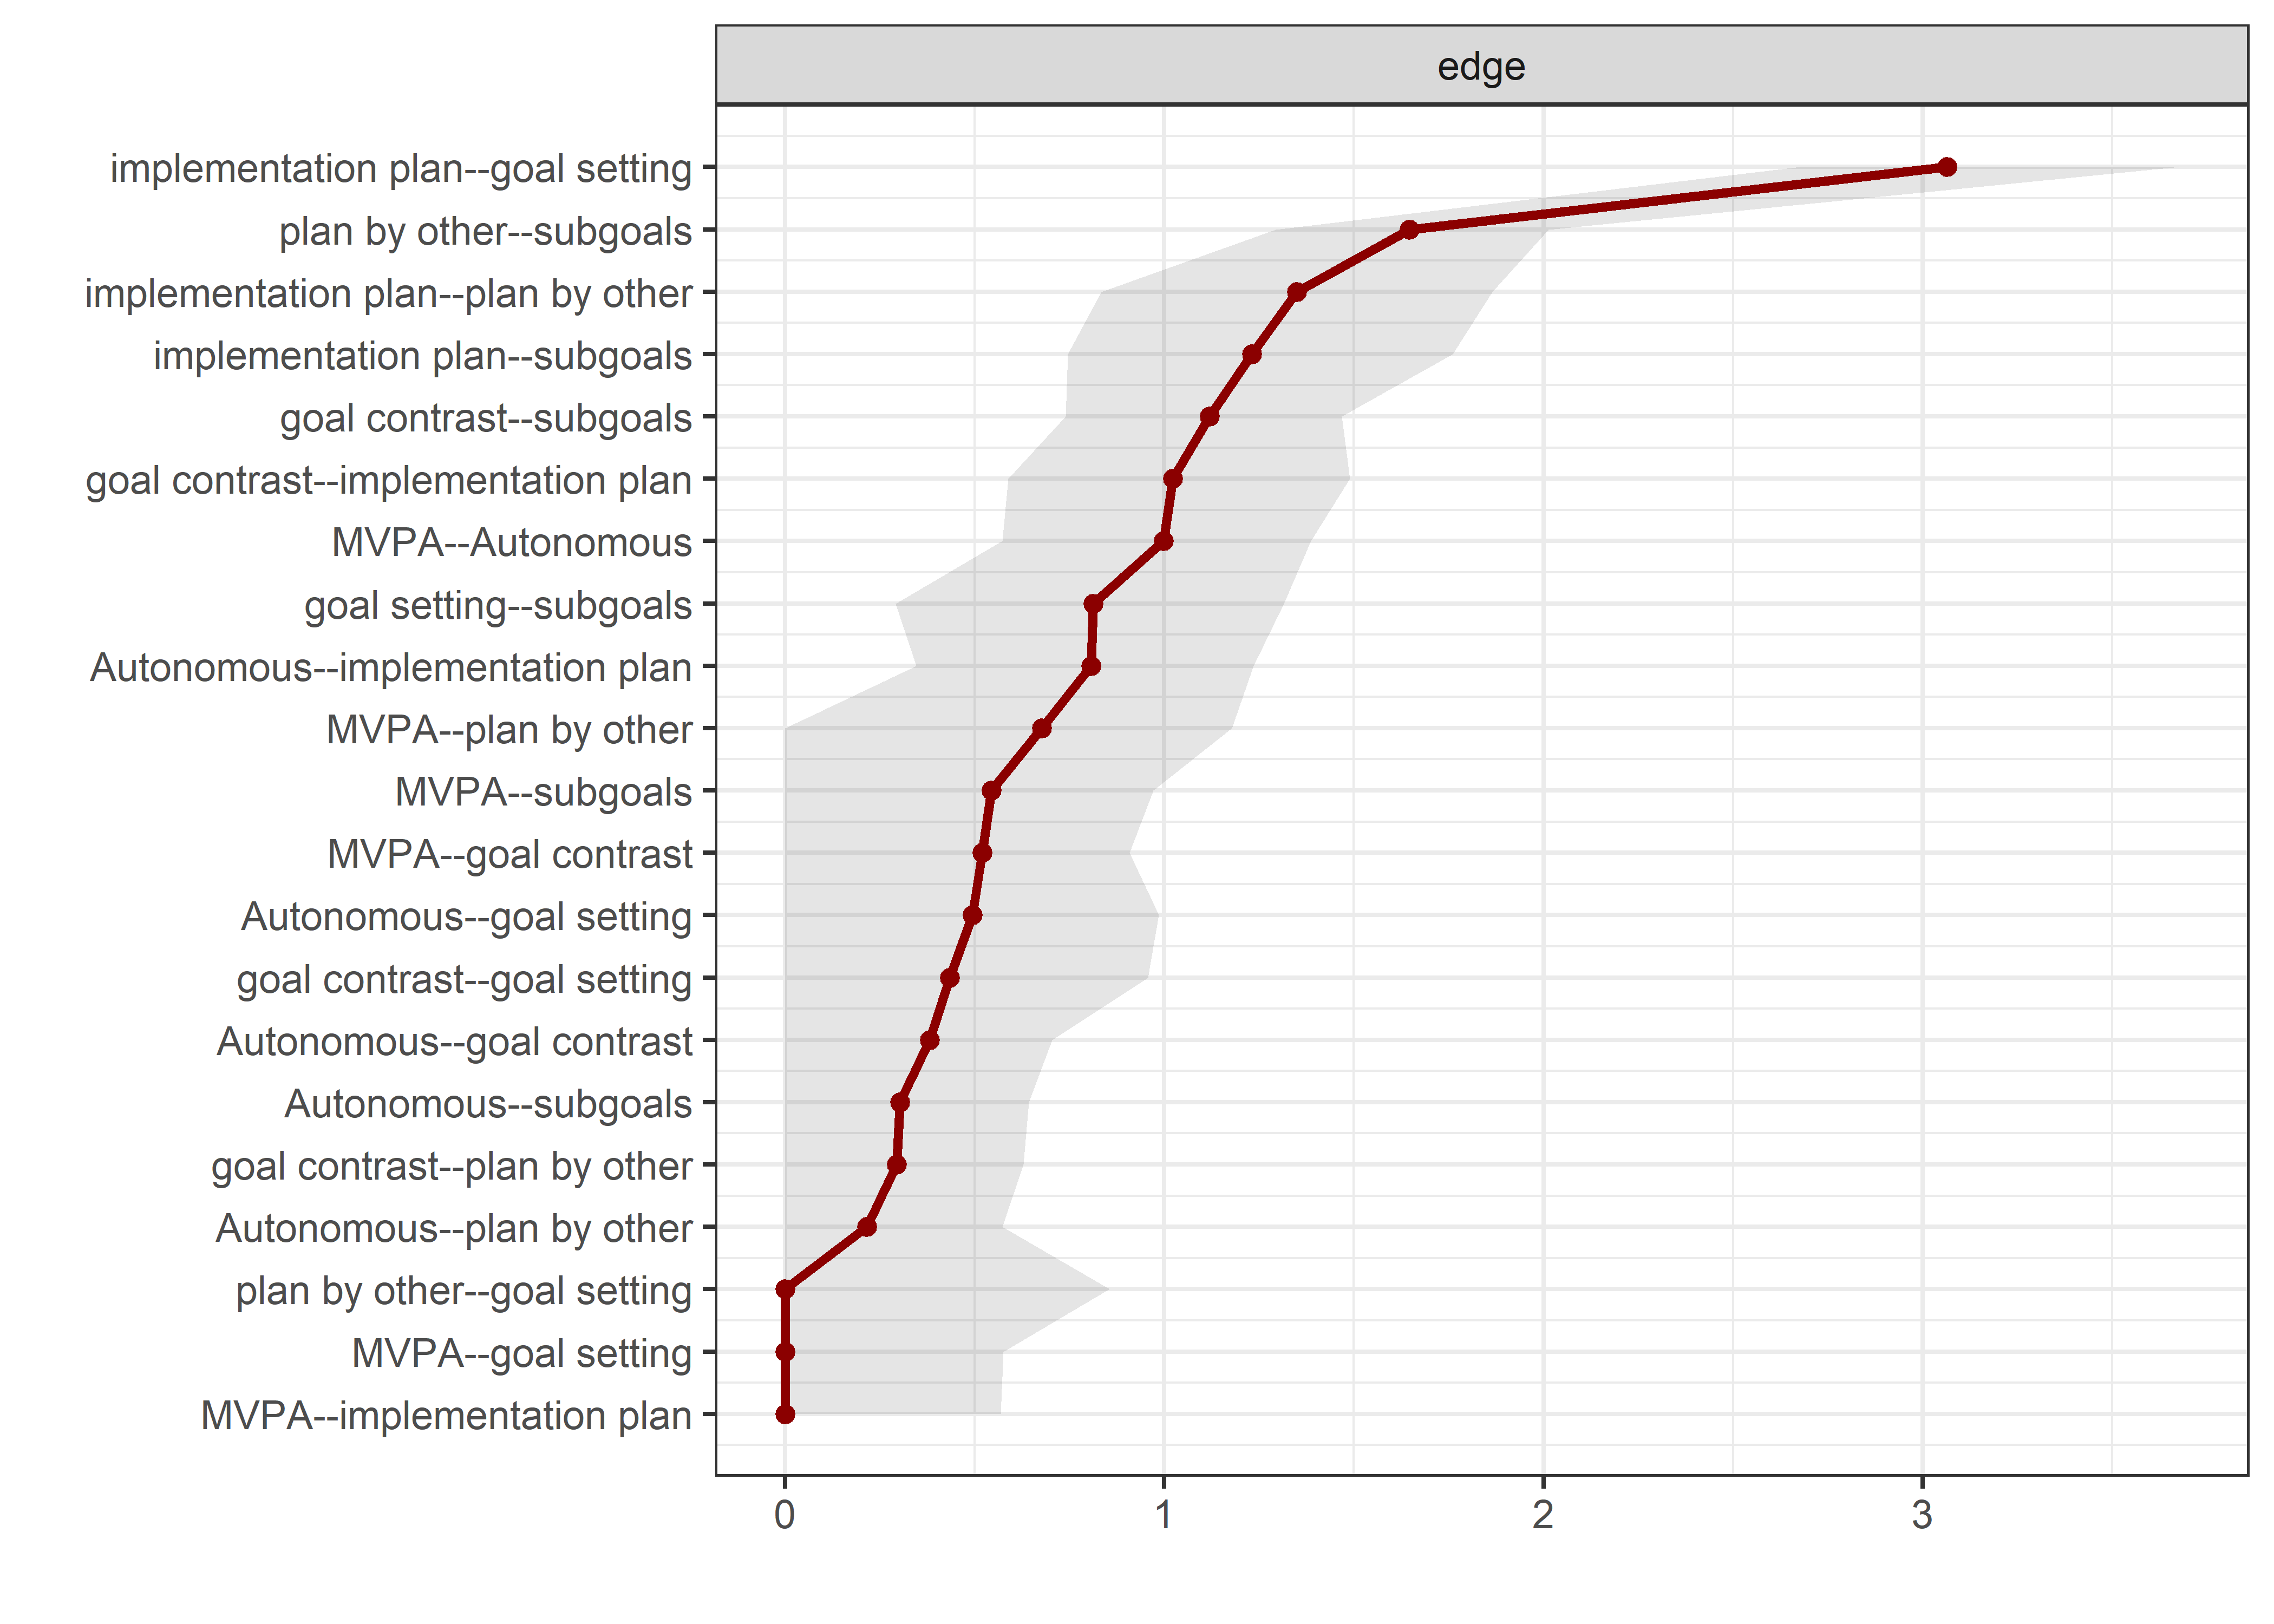 edge
implementation plan--goal setting
plan by other--subgoals
implementation plan--plan by other
implementation plan--subgoals
goal contrast--subgoals
goal contrast--implementation plan
MVPA--Autonomous
goal setting--subgoals
Autonomous--implementation plan
MVPA--plan by other
MVPA--subgoals
MVPA--goal contrast
Autonomous--goal setting
goal contrast--goal setting
Autonomous--goal contrast
Autonomous--subgoals
goal contrast--plan by other
Autonomous--plan by other
plan by other--goal setting
MVPA--goal setting
MVPA--implementation plan
0 1 2 3